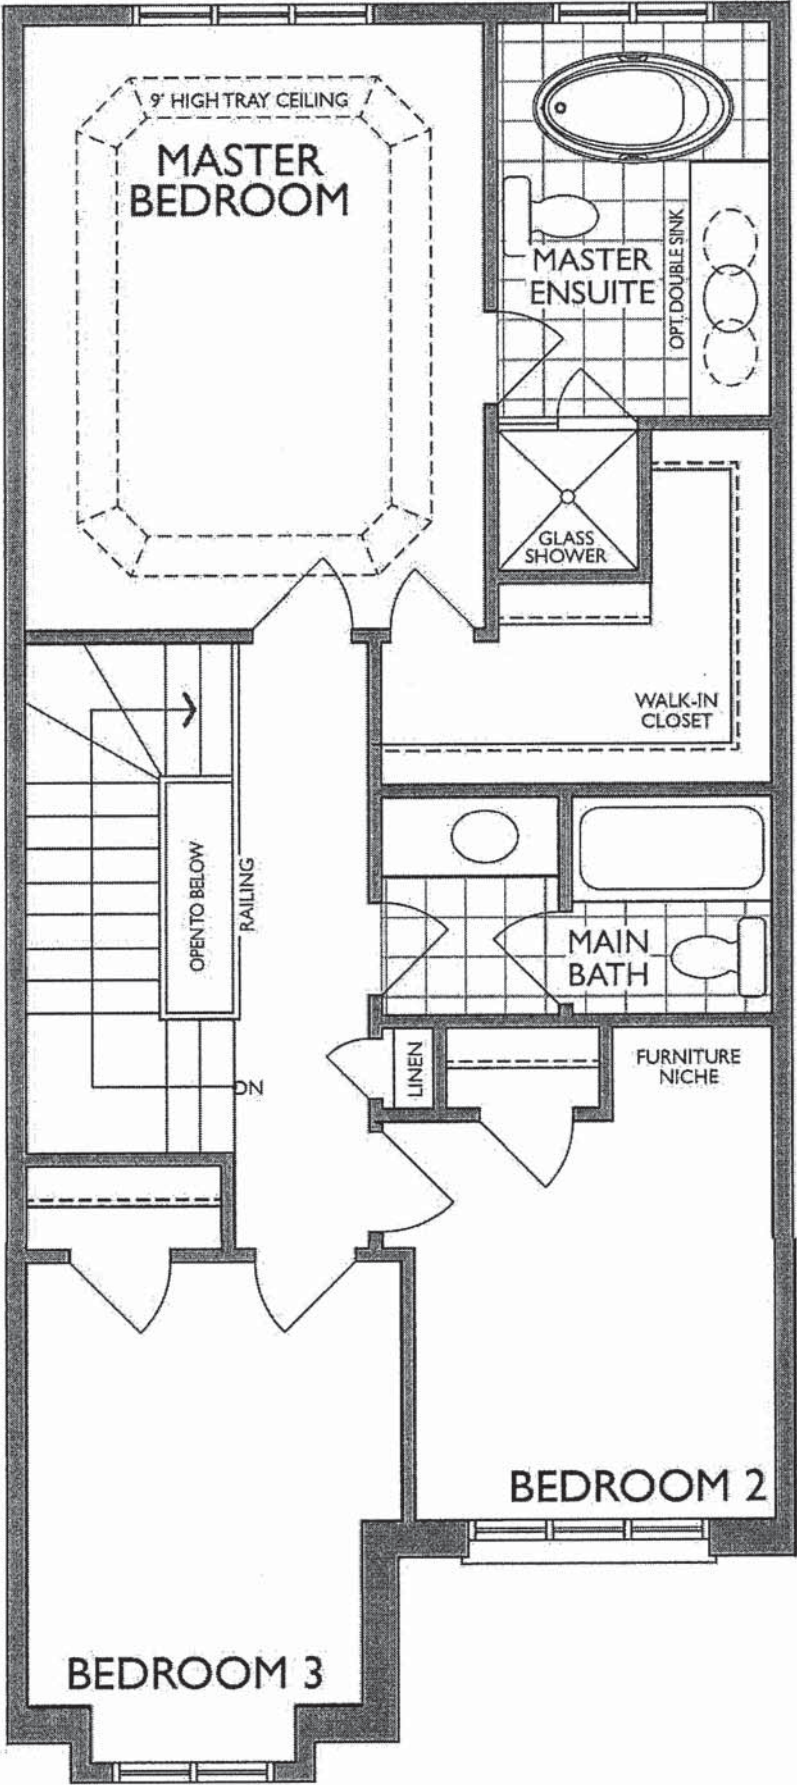 9' HIGH TRAY CEILING
MASTER
BEDROOM
MASTER
ENSUITE
OPT. DOUBLE SINK
GLASS
SHOWER
WALK-IN
CLOSET
OPEN TO BELOW
RAILING
MAIN
BATH
LINEN
FURNITURE
NICHE
DN
BEDROOM 2
BEDROOM 3